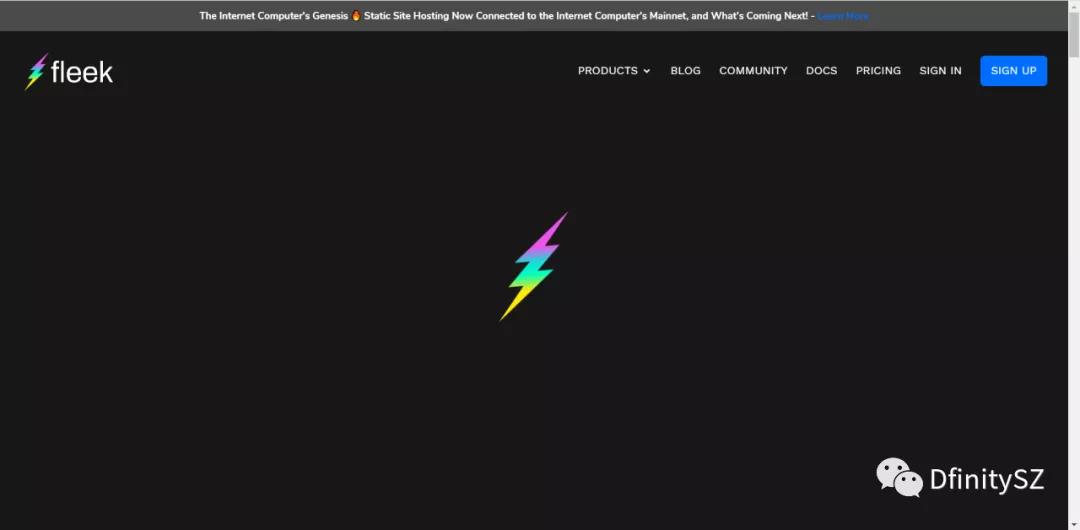 The Internet Computer's Genesis 🔥 Static Site Hosting Now Connected to the Internet Computer's Mainnet, and What's Coming Next! - Learn More
fleek
PRODUCTS BLOG COMMUNITY DOCS PRICING SIGN IN SIGN UP
DfinitySZ